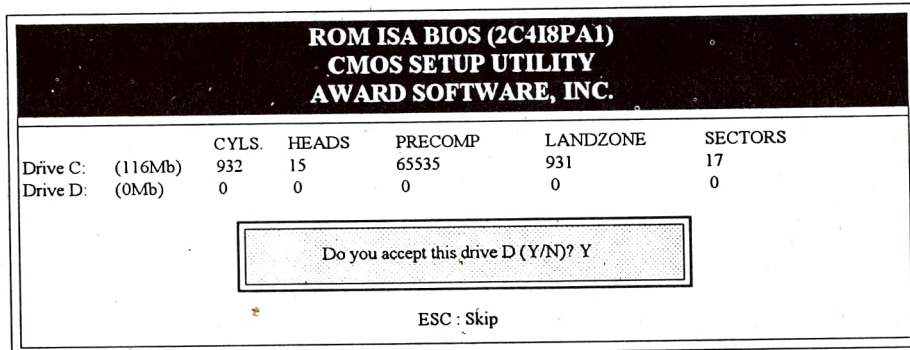 ROM ISA BIOS (2C4I8PA1)
CMOS SETUP UTILITY
AWARD SOFTWARE, INC.
CYLS. HEADS PRECOMP LANDZONE SECTORS
Drive C: (116Mb) 932 15 65535 931 17
Drive D: (0Mb) 0 0 0 0 0
Do you accept this drive D (Y/N)? Y
ESC : Skip